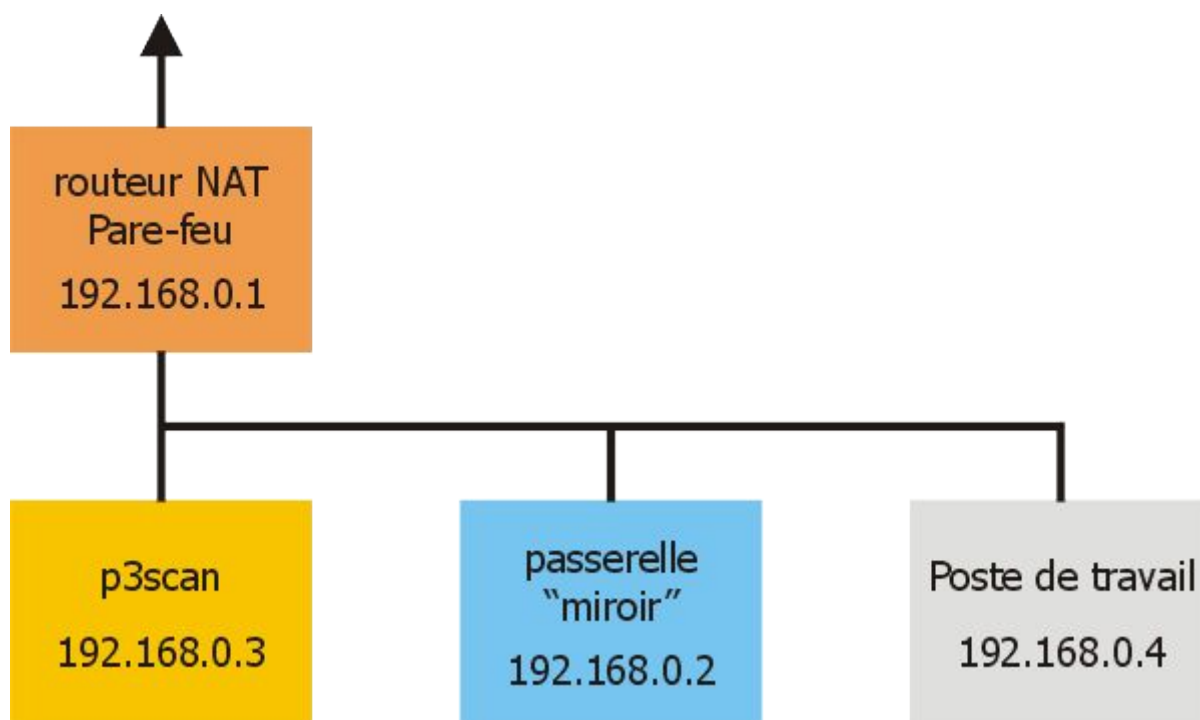 routeur NAT
Pare-feu
192.168.0.1
p3scan
192.168.0.3
passerelle
“miroir”
192.168.0.2
Poste de travail
192.168.0.4